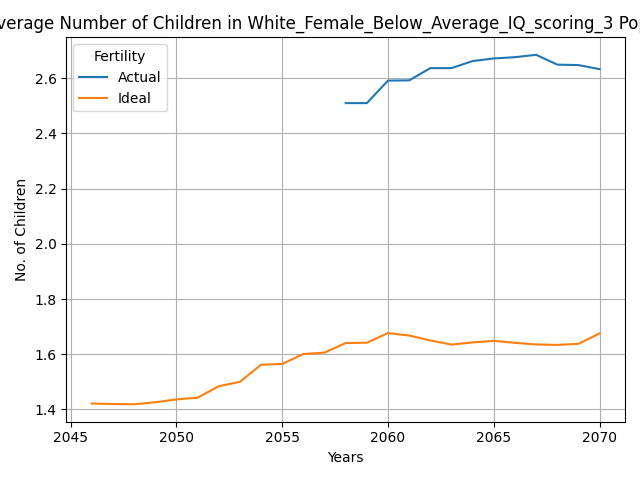 verage Number of Children in White_Female_Below_Average_IQ_scoring_3 Po
Fertility
Actual
Ideal
2.6
2.4
2.2
2.0
1.8
1.6
1.4
No. of Children
2045 2050 2055 2060 2065 2070
Years